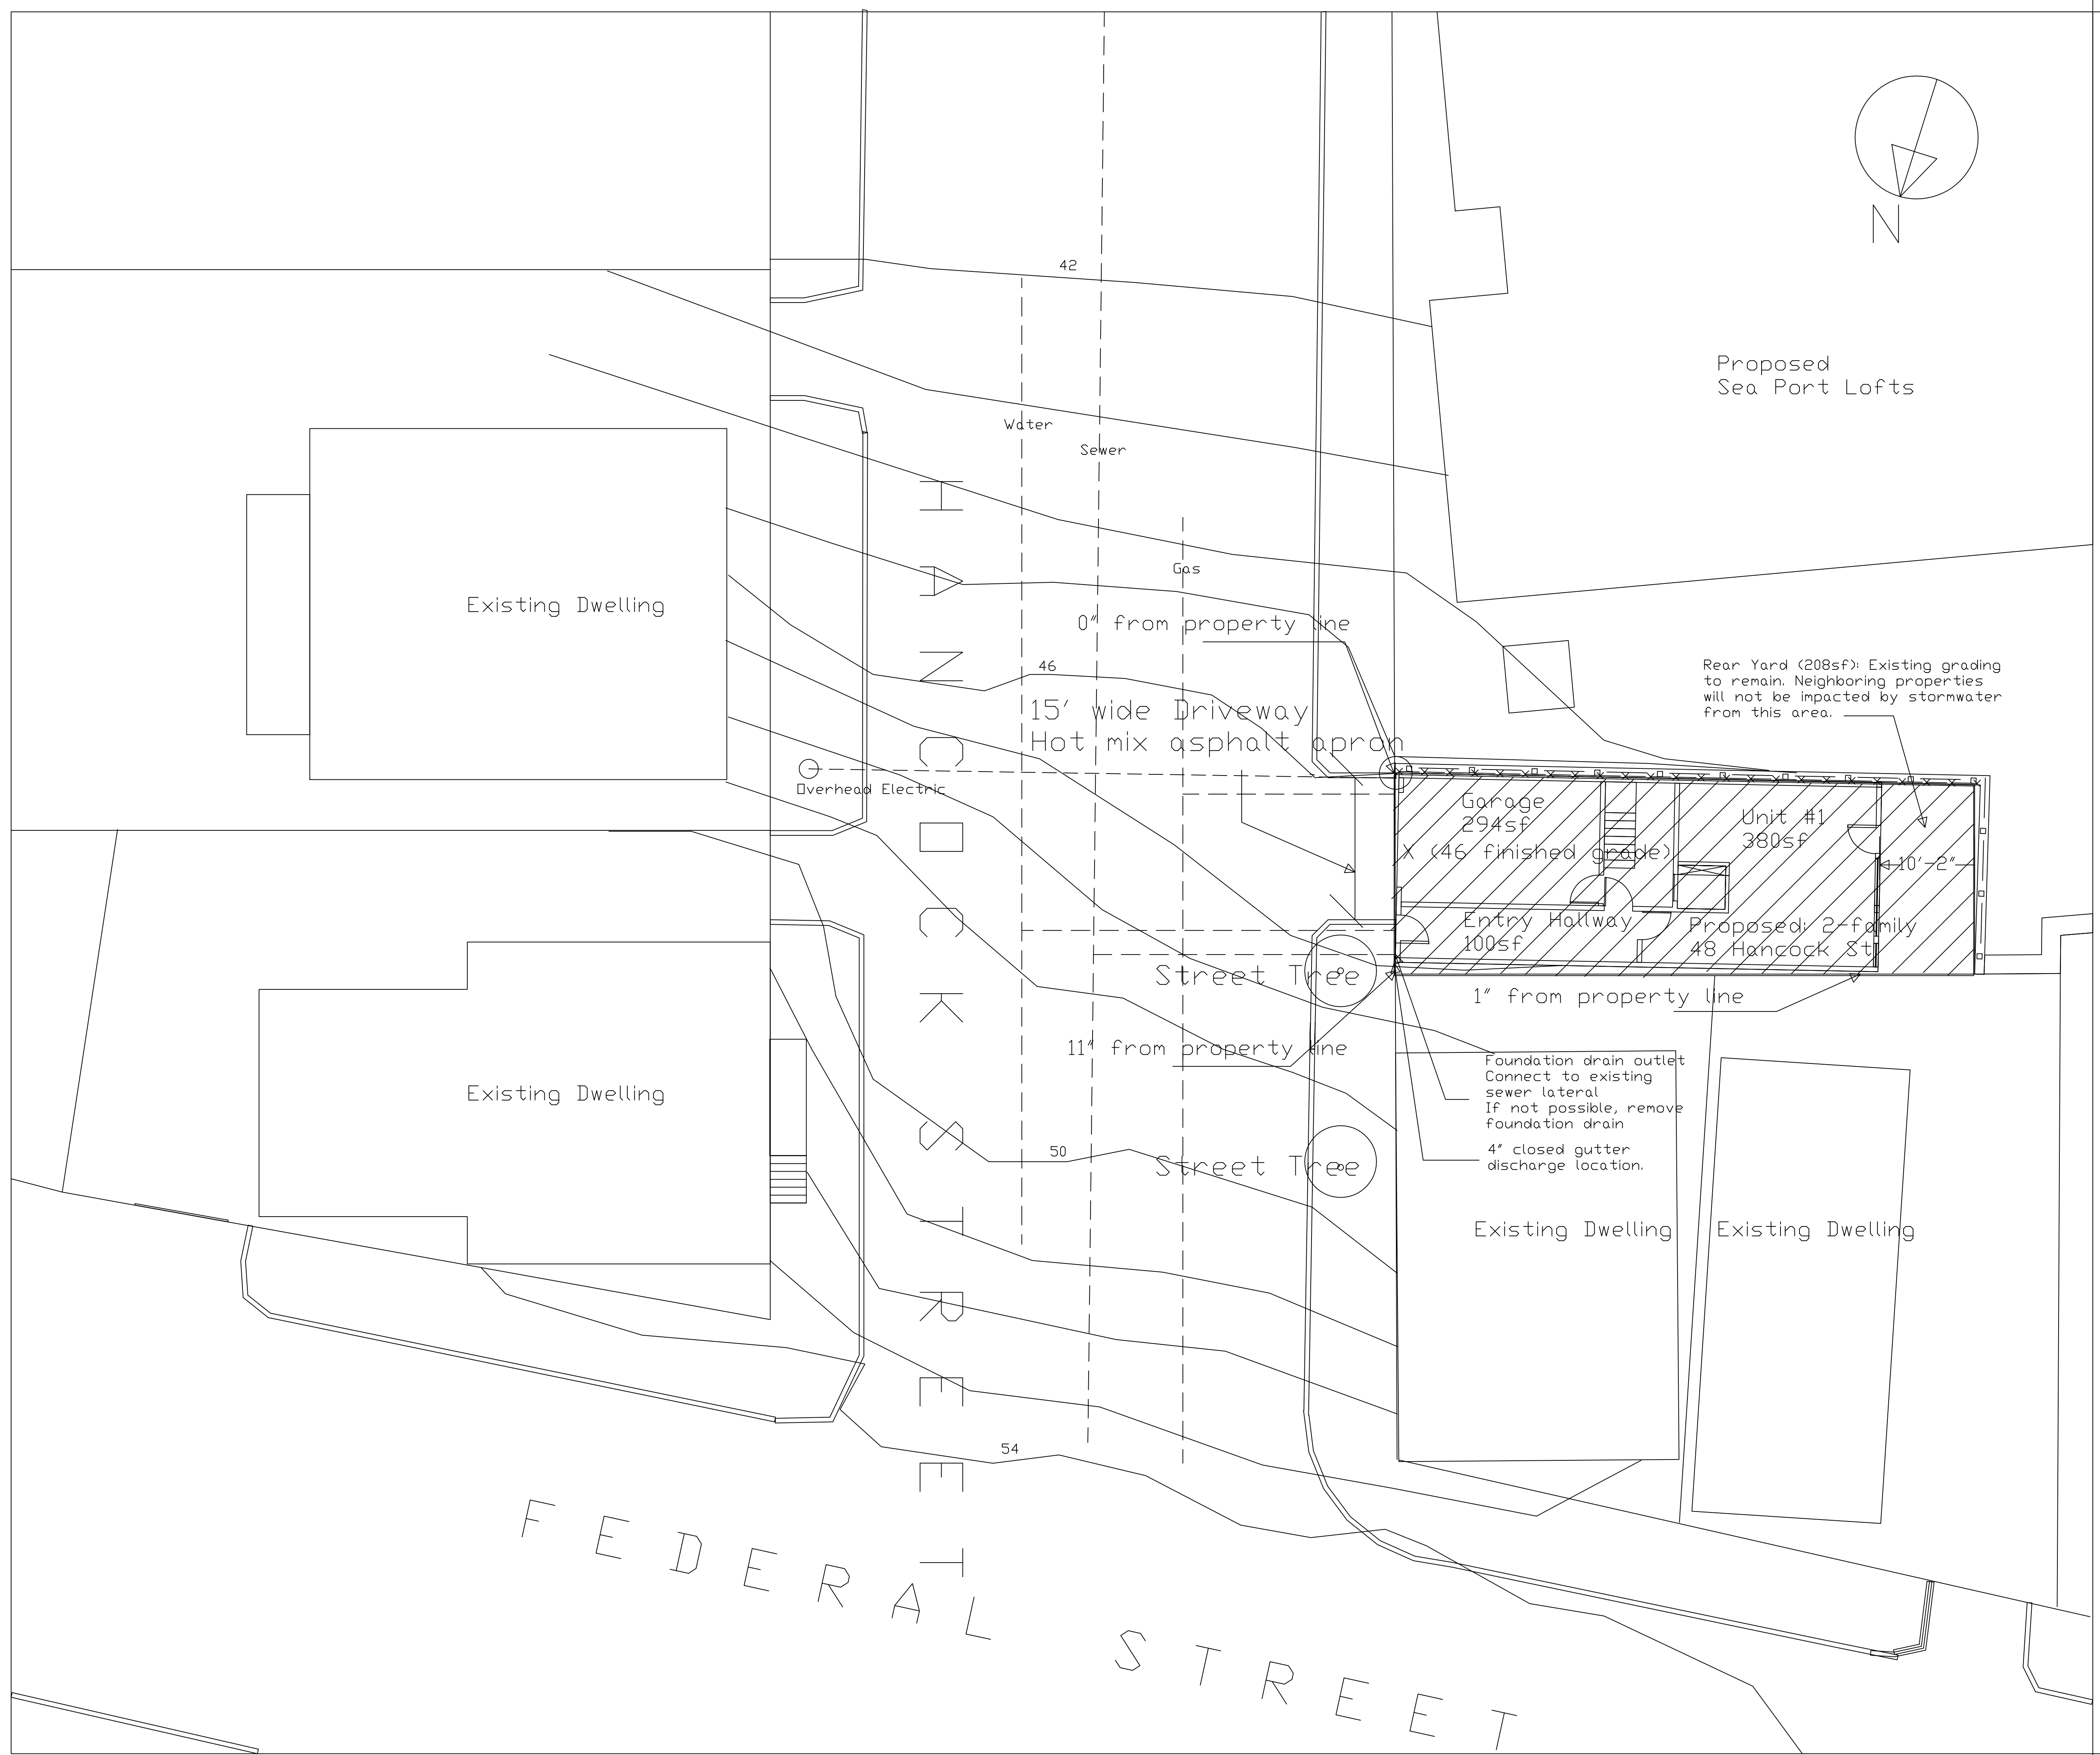 N
42
Proposed
Sea Port Lofts
Water
Sewer
Gas
Existing Dwelling
0" from property line
46
Rear Yard (208sf): Existing grading
to remain. Neighboring properties
will not be impacted by stormwater
from this area.
15' wide Driveway
Hot mix asphalt apron
Overhead Electric
Garage
294sf
Unit #1
380sf
X (46 finished grade)
10'-2"
Entry Hallway
100sf
Proposed: 2-family
48 Hancock St
Street Tree
1" from property line
11" from property line
Foundation drain outlet
Connect to existing
sewer lateral
If not possible, remove
foundation drain
4" closed gutter
discharge location.
Existing Dwelling
50
Street Tree
Existing Dwelling
Existing Dwelling
54
HANCOCK STREET
FEDERAL STREET